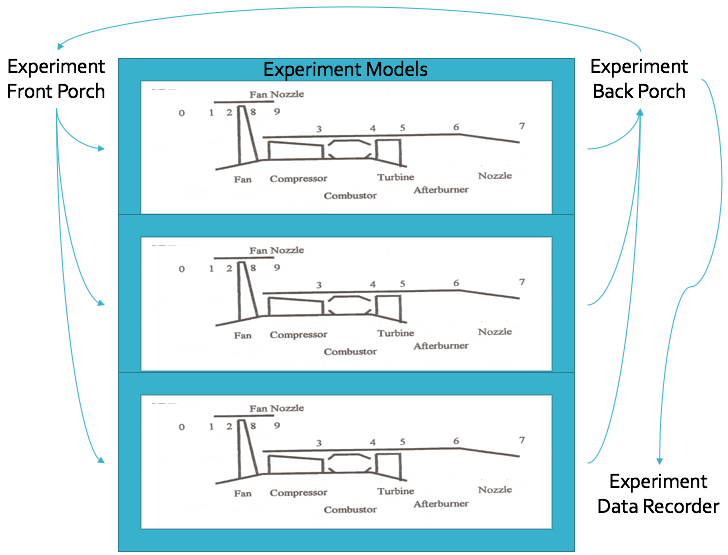 Experiment
Front Porch
Experiment Models
Experiment
Back Porch
Fan Nozzle
0 1 2 8 9
3 4 5 6 7
Fan Compressor Turbine Nozzle
Combustor Afterburner
Fan Nozzle
0 1 2 8 9
3 4 5 6 7
Fan Compressor Turbine Nozzle
Combustor Afterburner
Fan Nozzle
0 1 2 8 9
3 4 5 6 7
Fan Compressor Turbine Nozzle
Combustor Afterburner
Experiment
Data Recorder